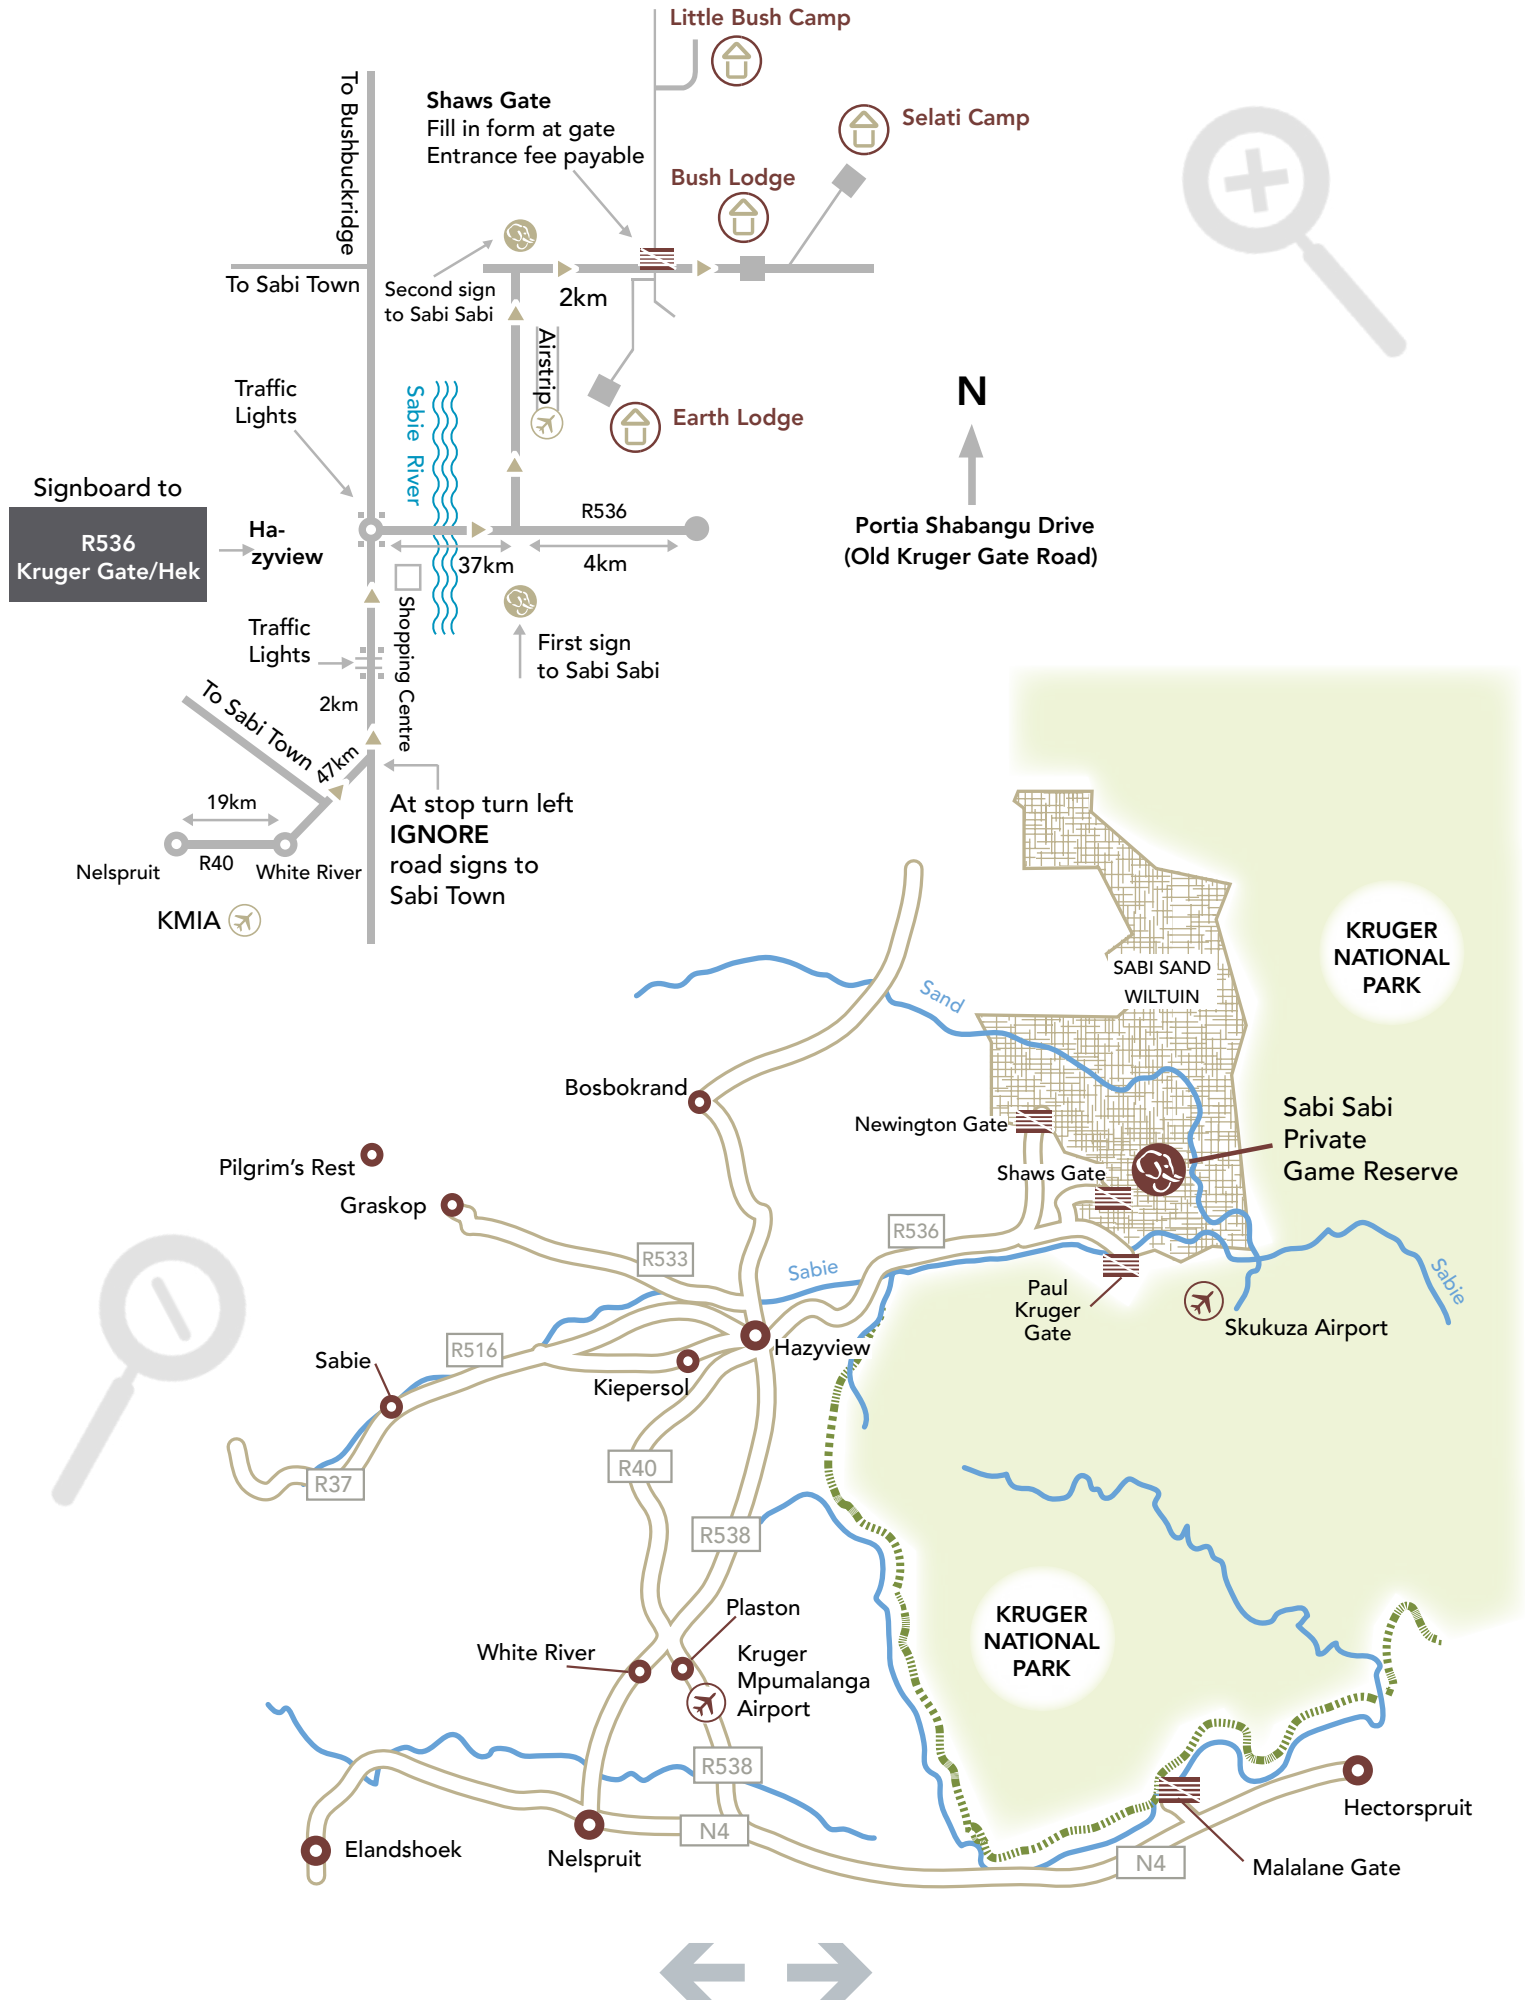 Little Bush Camp
To Bushbuckridge
Shaws Gate
Fill in form at gate
Entrance fee payable
Selati Camp
Bush Lodge
To Sabi Town
Second sign
to Sabi Sabi
2km
Airstrip
Traffic
Lights
Sabie River
Earth Lodge
N
Signboard to
R536
Kruger Gate/Hek
Ha-
zyview
R536
37km
4km
Portia Shabangu Drive
(Old Kruger Gate Road)
Shopping Centre
Traffic
Lights
First sign
to Sabi Sabi
2km
To Sabi Town
47km
19km
R40
Nelspruit
White River
KMIA
At stop turn left
IGNORE
road signs to
Sabi Town
KRUGER
NATIONAL
PARK
SABI SAND
WILTUIN
Sand
Bosbokrand
Newington Gate
Sabi Sabi
Private
Game Reserve
Pilgrim's Rest
Shaws Gate
Graskop
R536
R533
Sabie
Sabie
Paul
Kruger
Gate
Skukuza Airport
R516
Sabie
Hazyview
Kiepersol
R40
R37
R538
Plaston
White River
Kruger
Mpumalanga
Airport
KRUGER
NATIONAL
PARK
R538
N4
Hectorspruit
Elandshoek
Nelspruit
N4
Malalane Gate